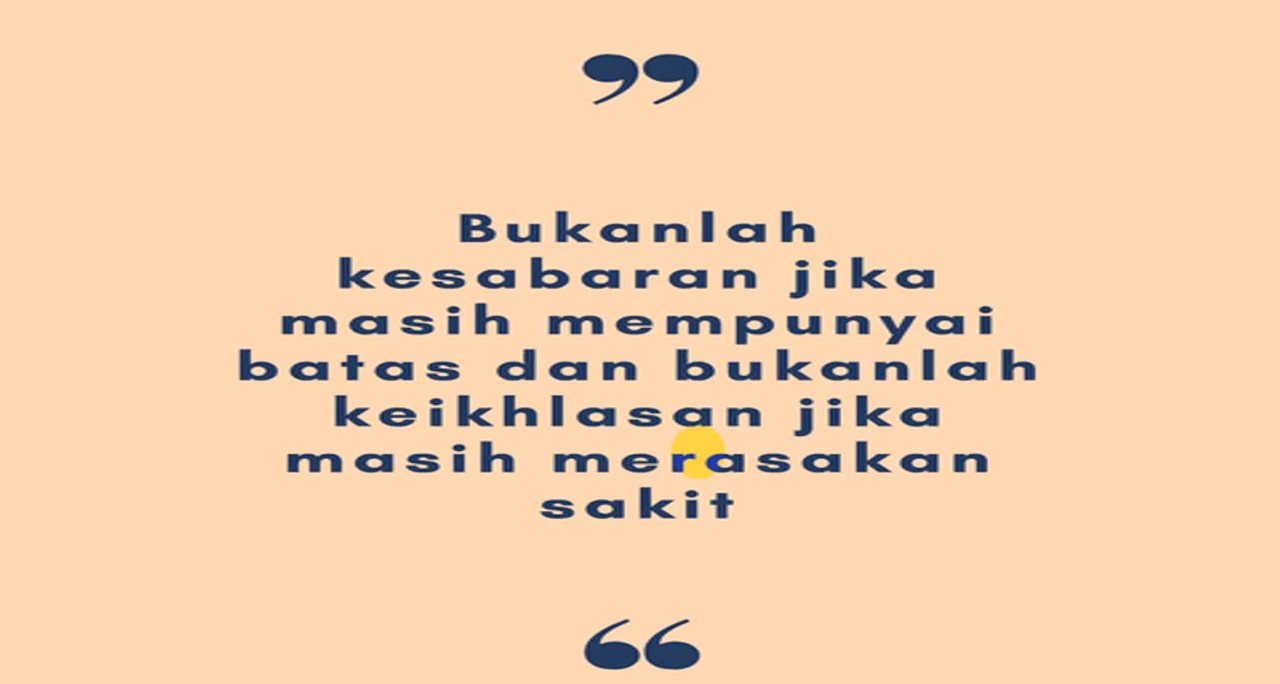 ”
Bukanlah
kesabaran jika
masih mempunyai
batas dan bukanlah
keikhlasan jika
masih merasakan
sakit
“